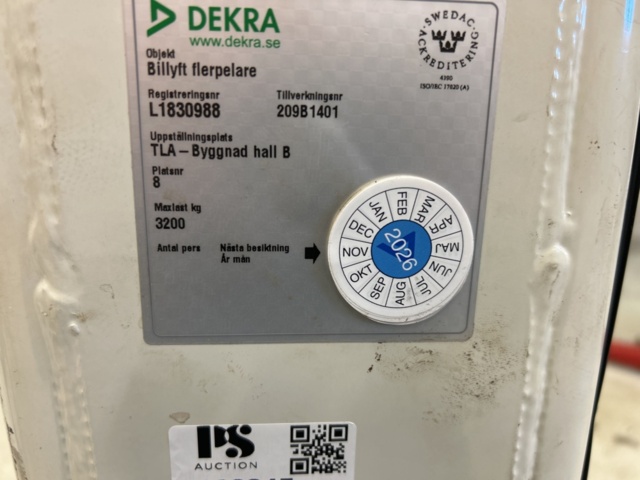 DEKRA
www.dekra.se
SWEDAC ACKREDITERING
4195
ISO/IEC 17020 (A)
Objekt
Billyft flerpelare
Registreringsnr Tillverkningsnr
L1830988 209B1401
Uppställningsplats
TLA – Byggnad hall B
Platsnr
8
Maxlast kg
3200
Antal pers Nästa besiktning
År mån
JAN FEB MAR APR MAJ JUN JUL AUG SEP OKT NOV DEC
2026
PS
AUCTION